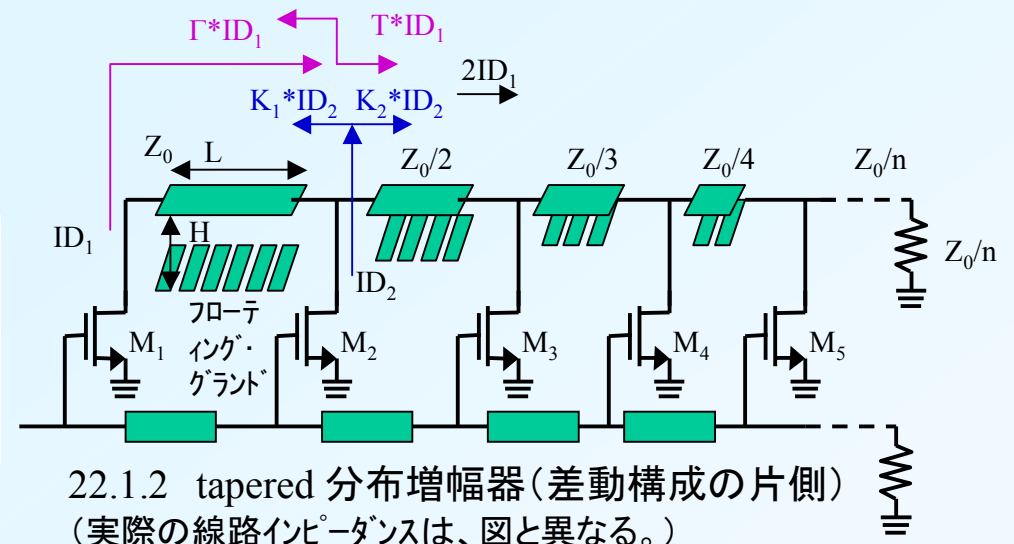 Γ*ID₁ T*ID₁
2ID₁
K₁*ID₂ K₂*ID₂
Z₀ L Z₀/2 Z₀/3 Z₀/4 Z₀/n
ID₁ H ID₂ Z₀/n
フローテ
ィング・
グランド
M₁ M₂ M₃ M₄ M₅
22.1.2 tapered 分布増幅器(差動構成の片側)
(実際の線路インピーダンスは、図と異なる。)